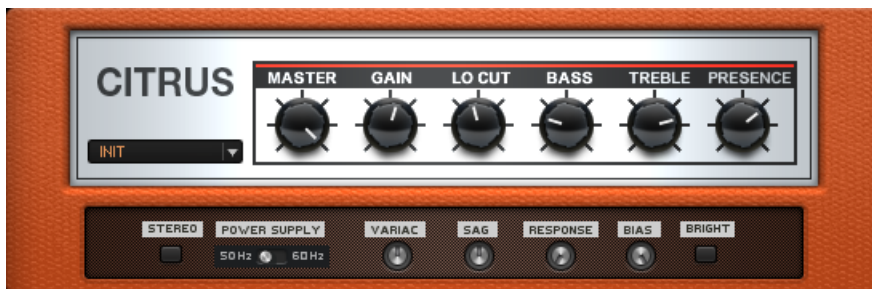 CITRUS
MASTER GAIN LO CUT BASS TREBLE PRESENCE
INIT
STEREO POWER SUPPLY VARIAC SAG RESPONSE BIAS BRIGHT
50Hz 60Hz